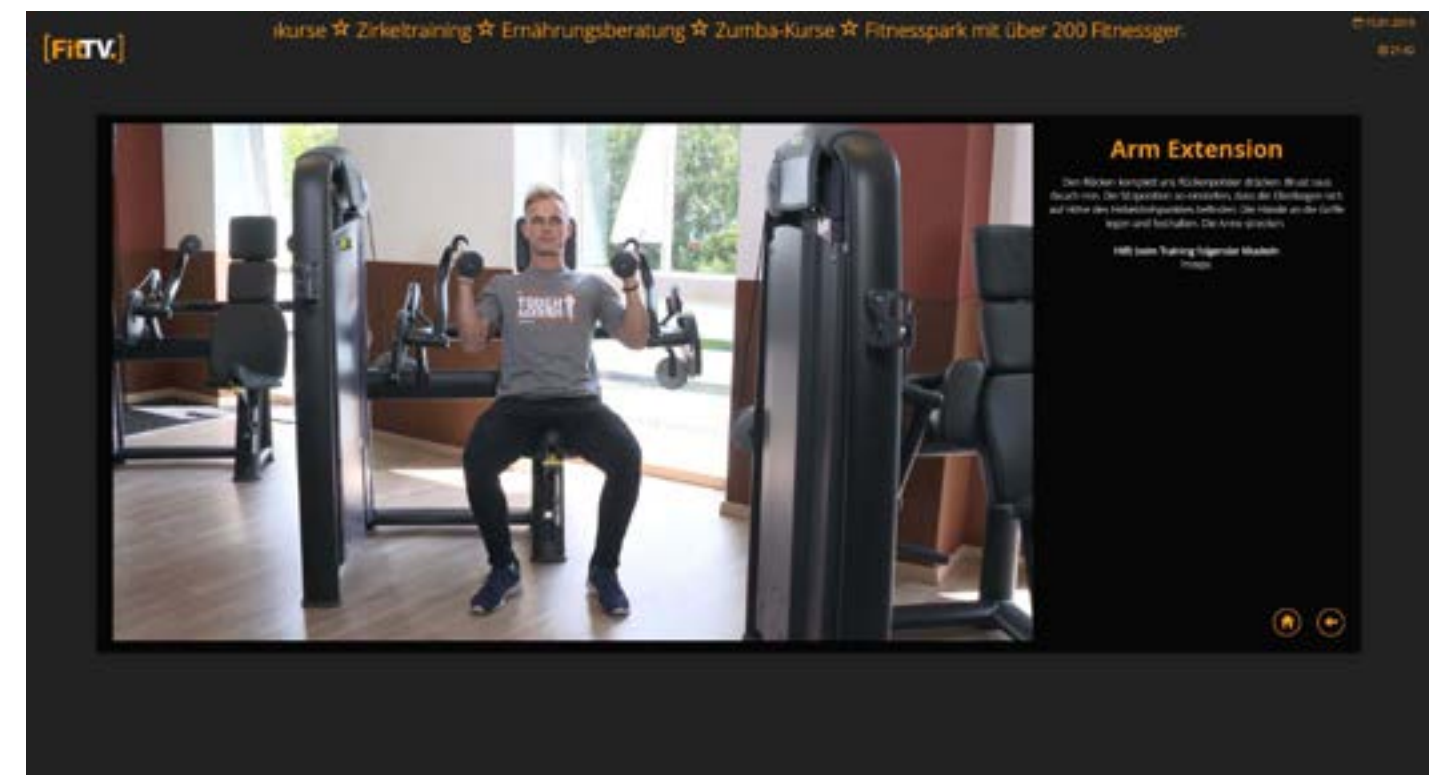 [FitTV.]
ikurse ☆ Zirkeltraining ☆ Ernährungsberatung ☆ Zumba-Kurse ☆ Fitnesspark mit über 200 Fitnessger
Arm Extension
Den Rücken komplett ans Rückenpolster drücken. Brust raus,
Bauch rein. Die Sitzposition so einstellen, dass die Ellenbogen sich
auf Höhe des befinden. Die Hände an die Griffe
legen und festhalten. Die Arme strecken.
Hilft beim Training folgender Muskeln
Trizeps
TOUGH